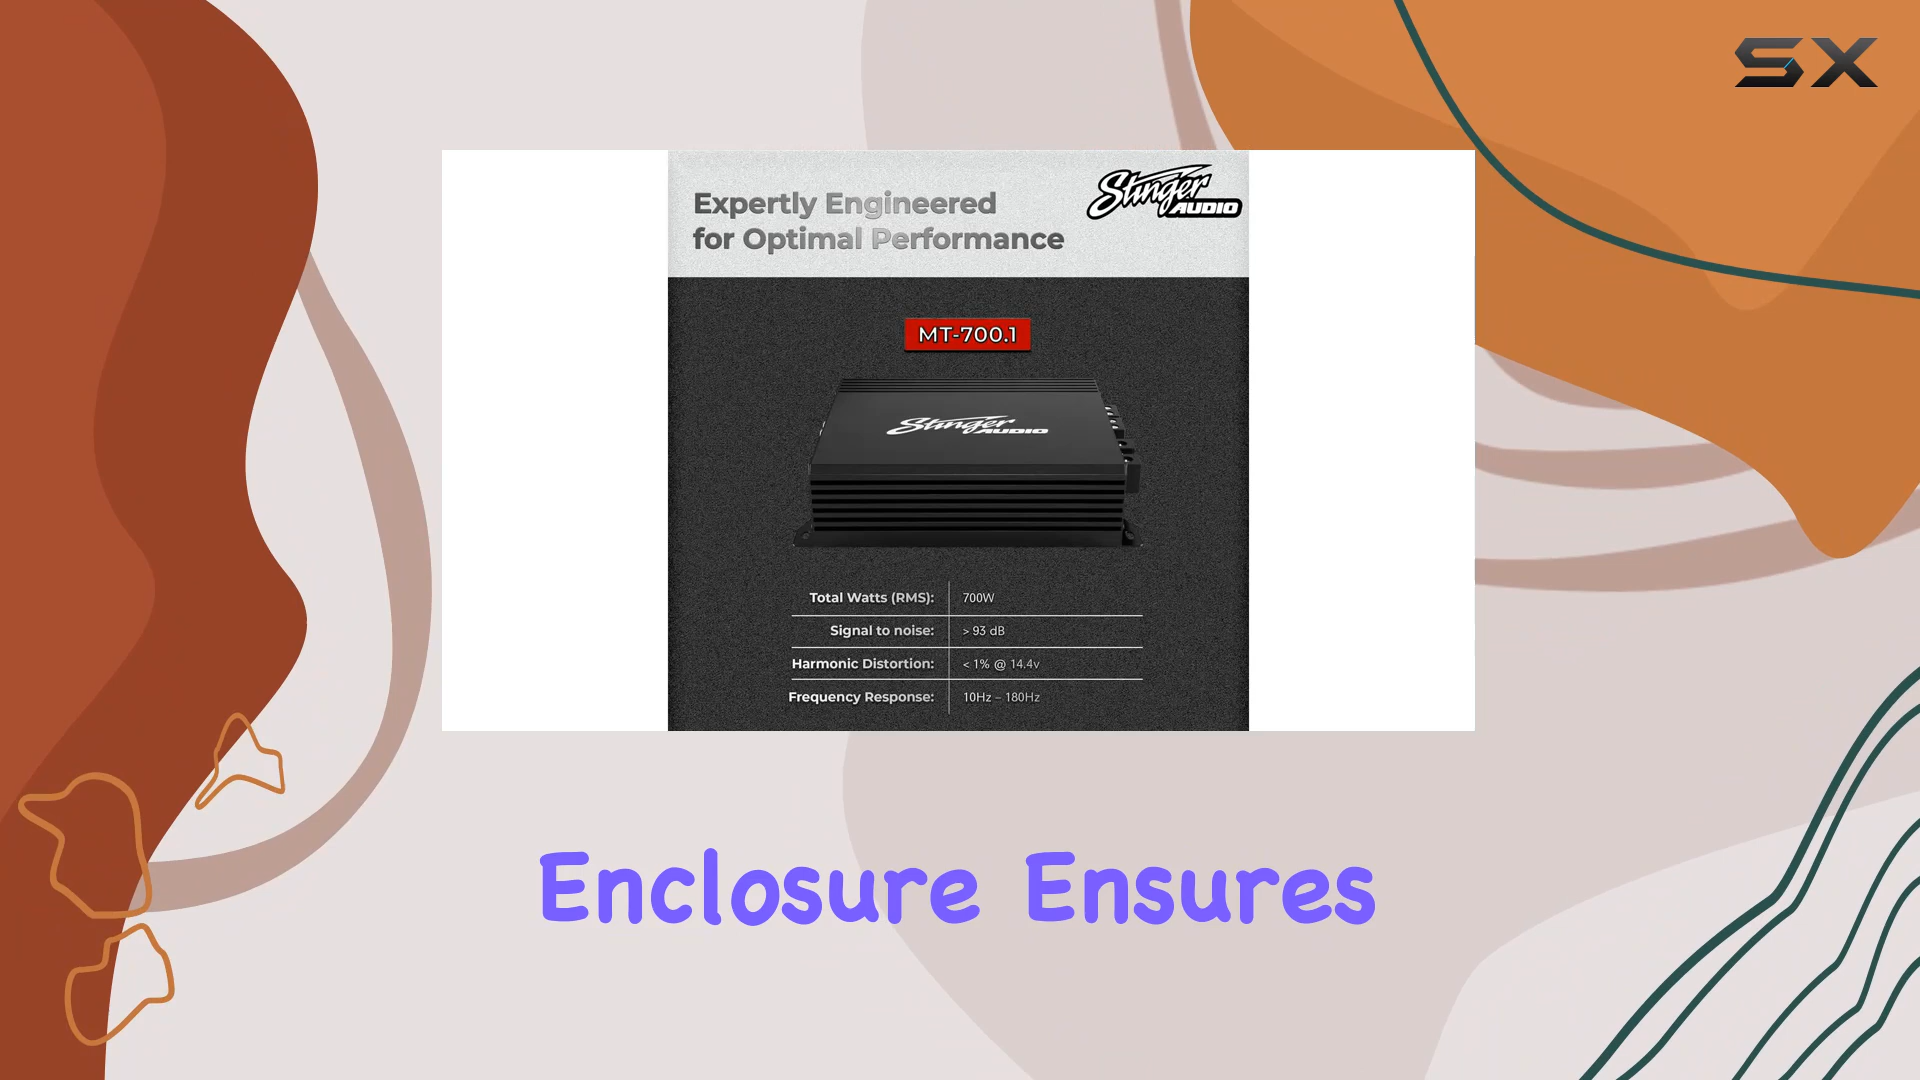 SX
Expertly Engineered
for Optimal Performance
Stinger
AUDIO
MT-700.1
Stinger
AUDIO
Total Watts (RMS): 700W
Signal to noise: > 93 dB
Harmonic Distortion: < 1% @ 14.4v
Frequency Response: 10Hz – 180Hz
Enclosure Ensures